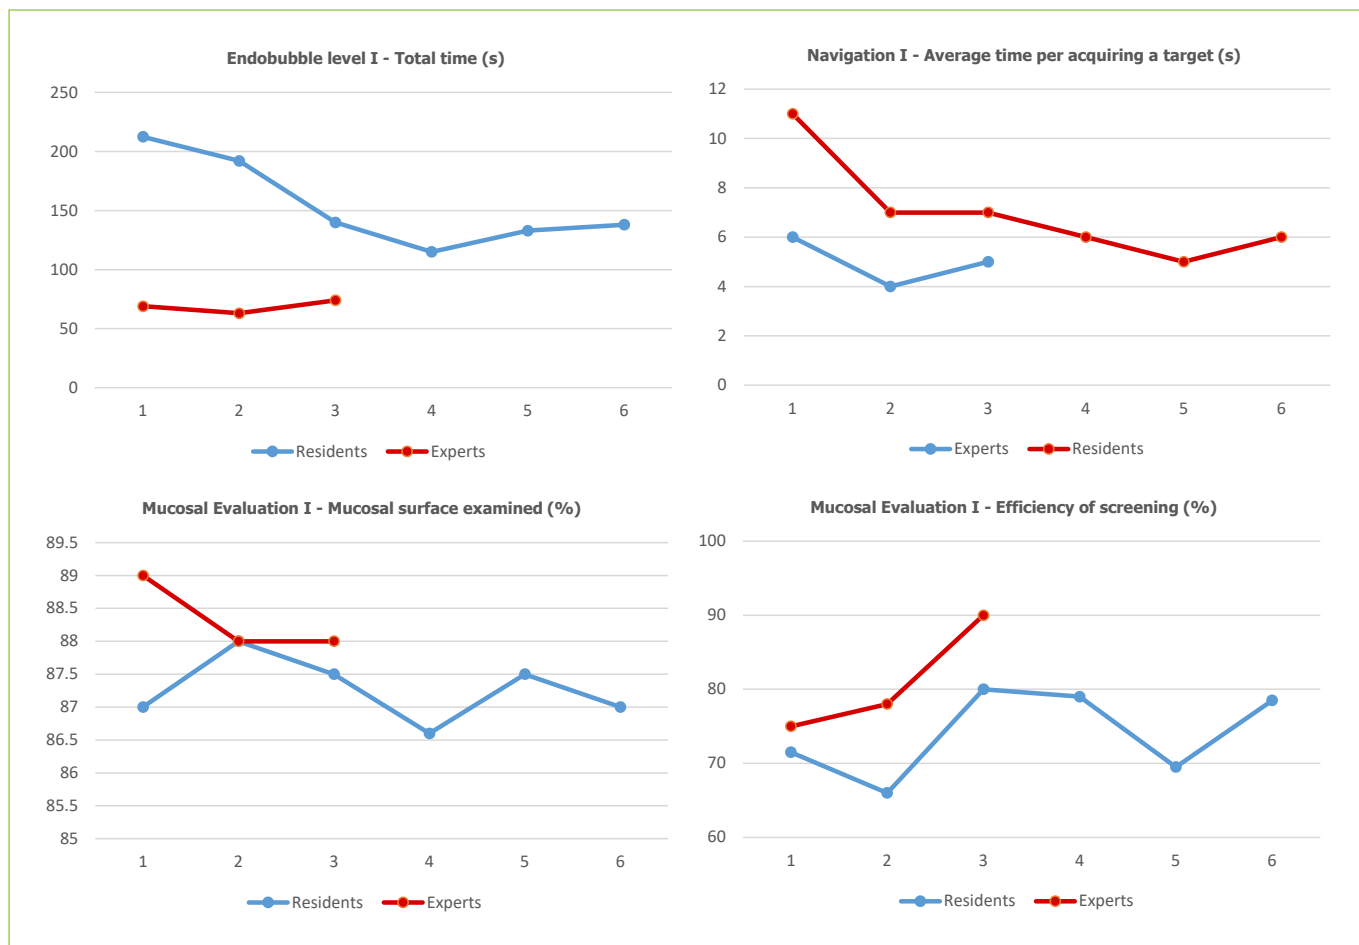 Endobubble level I - Total time (s)
250
200
150
100
50
0
1 2 3 4 5 6
Residents Experts
Navigation I - Average time per acquiring a target (s)
12
10
8
6
4
2
0
1 2 3 4 5 6
Experts Residents
Mucosal Evaluation I - Mucosal surface examined (%)
89.5
89
88.5
88
87.5
87
86.5
86
85.5
85
1 2 3 4 5 6
Residents Experts
Mucosal Evaluation I - Efficiency of screening (%)
100
90
80
70
60
1 2 3 4 5 6
Residents Experts